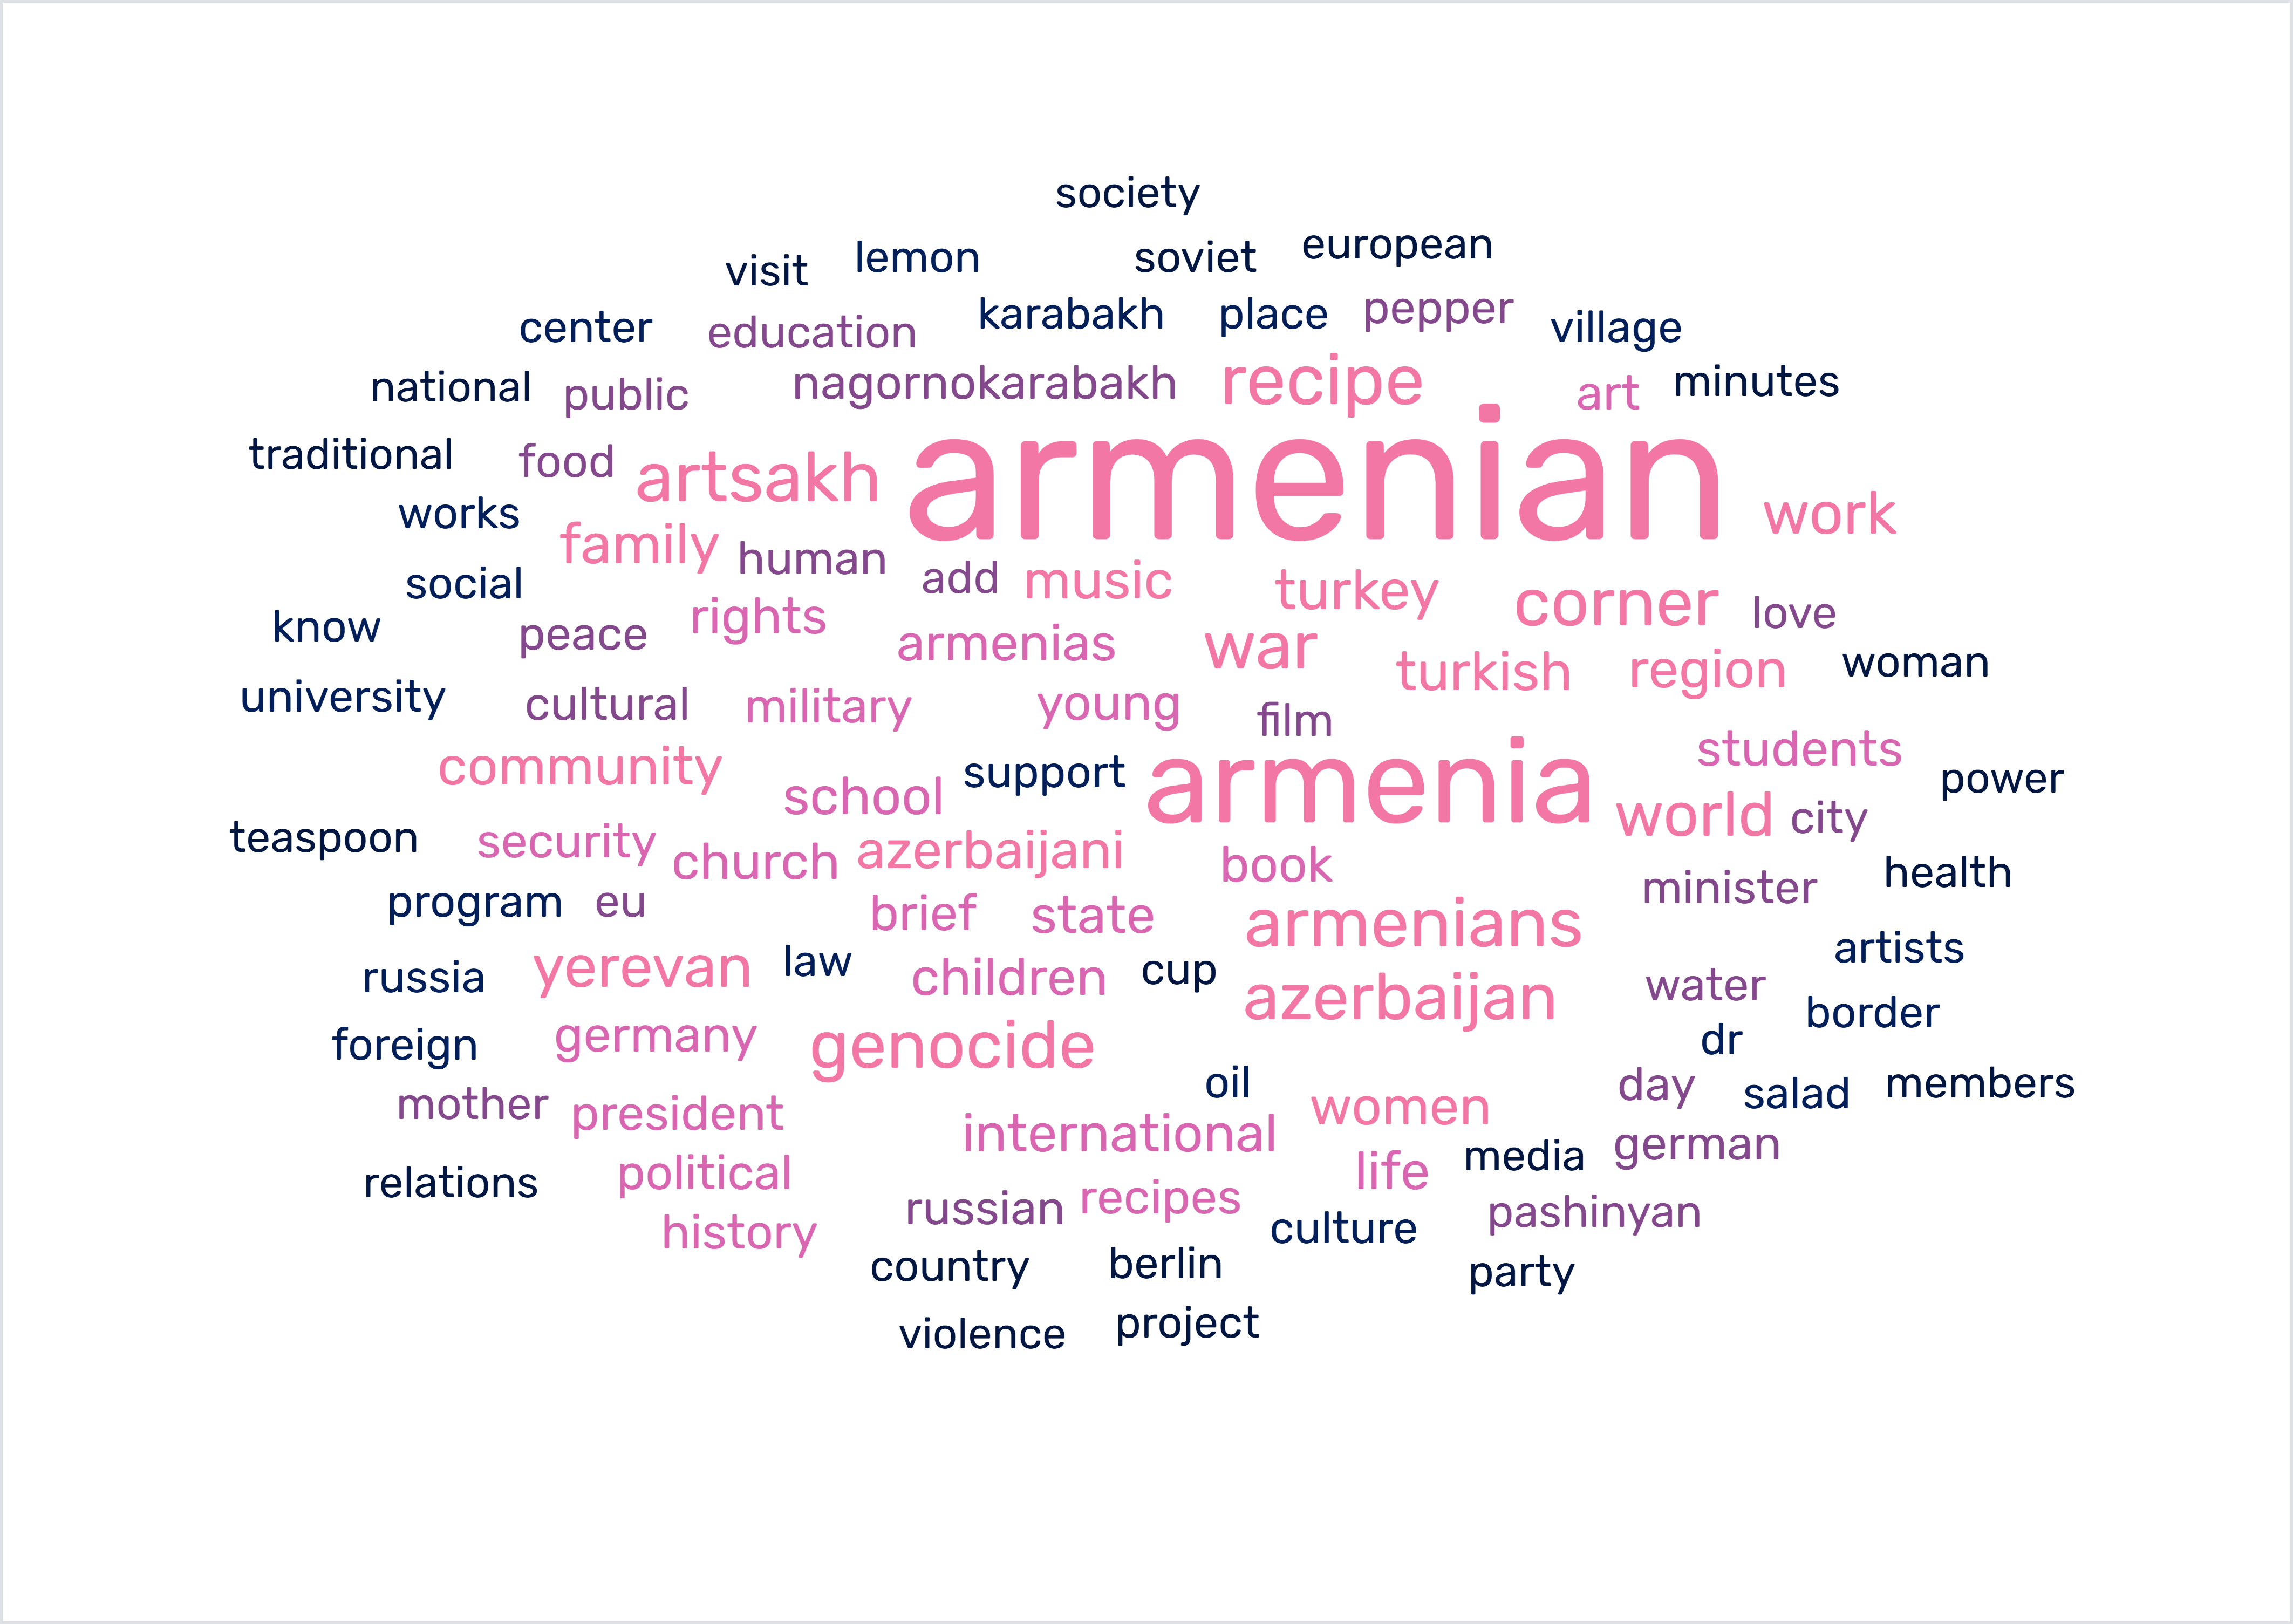 society
visit lemon soviet european
center education karabakh place pepper village
national public nagornokarabakh recipe art minutes
traditional food artsakh armenian work
works family human add music turkey corner love
social rights
know peace armenias war turkish region woman
university cultural military young film
community school support armenia students power
teaspoon security church azerbaijani book world city
program eu brief state armenians minister health
russia yerevan law children cup azerbaijan water artists
foreign germany genocide dr border
mother president oil women day salad members
relations political international life media german
history russian recipes culture pashinyan
country berlin party
violence project